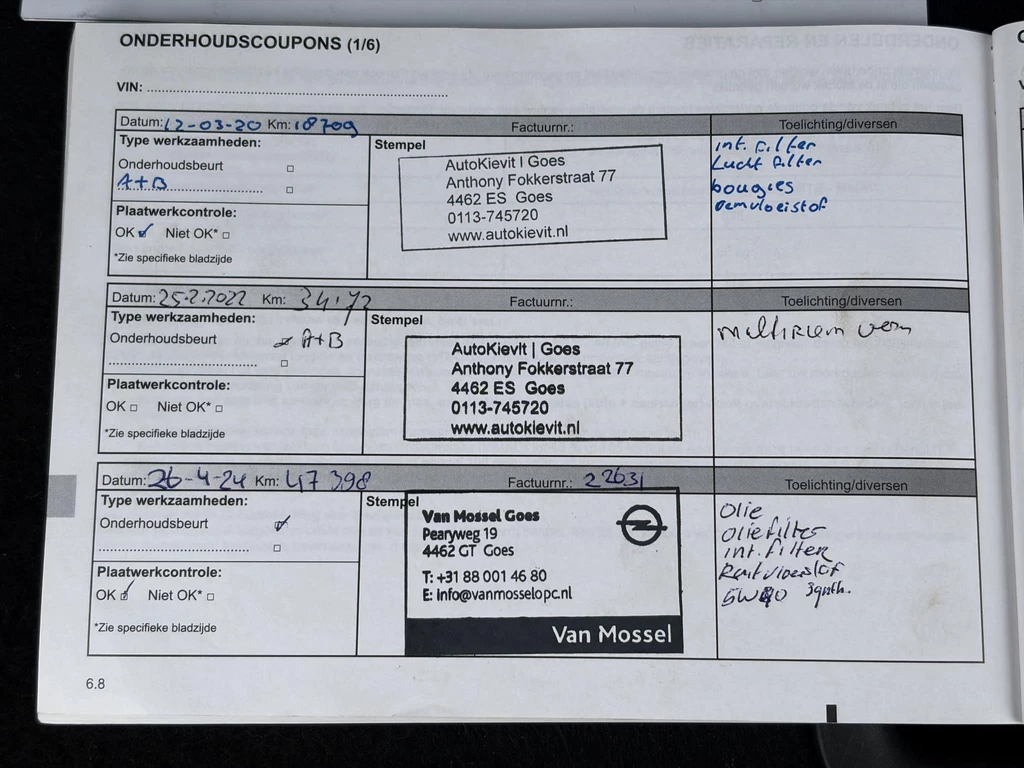 ONDERHOUDSCOUPONS (1/6)
VIN:
Datum: 12-03-20 Km: 18709 Factuurnr.: Toelichting/diversen
Type werkzaamheden:
Onderhoudsbeurt
A+B
Plaatwerkcontrole:
OK Niet OK*
*Zie specifieke bladzijde
Stempel
AutoKievit | Goes
Anthony Fokkerstraat 77
4462 ES Goes
0113-745720
www.autokievit.nl
int. filter
Lucht filter
bougies
remvloeistof
Datum: 25-2-2022 Km: Factuurnr.: Toelichting/diversen
Type werkzaamheden:
Onderhoudsbeurt A+B
Plaatwerkcontrole:
OK Niet OK*
*Zie specifieke bladzijde
Stempel
AutoKievit | Goes
Anthony Fokkerstraat 77
4462 ES Goes
0113-745720
www.autokievit.nl
multiriem verv
Datum: 26-4-24 Km: 47398 Factuurnr.: 22631 Toelichting/diversen
Type werkzaamheden:
Onderhoudsbeurt
Plaatwerkcontrole:
OK Niet OK*
*Zie specifieke bladzijde
Stempel
Van Mossel Goes
Pearyweg 19
4462 GT Goes
T: +31 88 001 46 80
E: info@vanmosselopc.nl
Van Mossel
Olie
oliefilter
int. filter
Remvloeistof
5W40
6.8